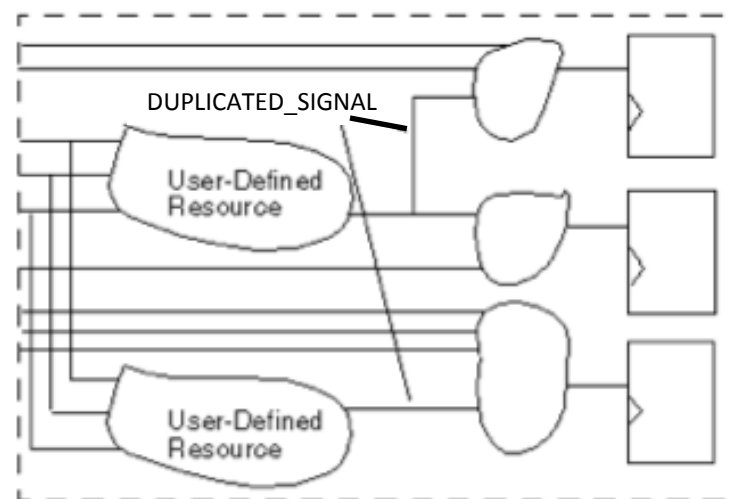 DUPLICATED_SIGNAL
User-Defined
Resource
User-Defined
Resource